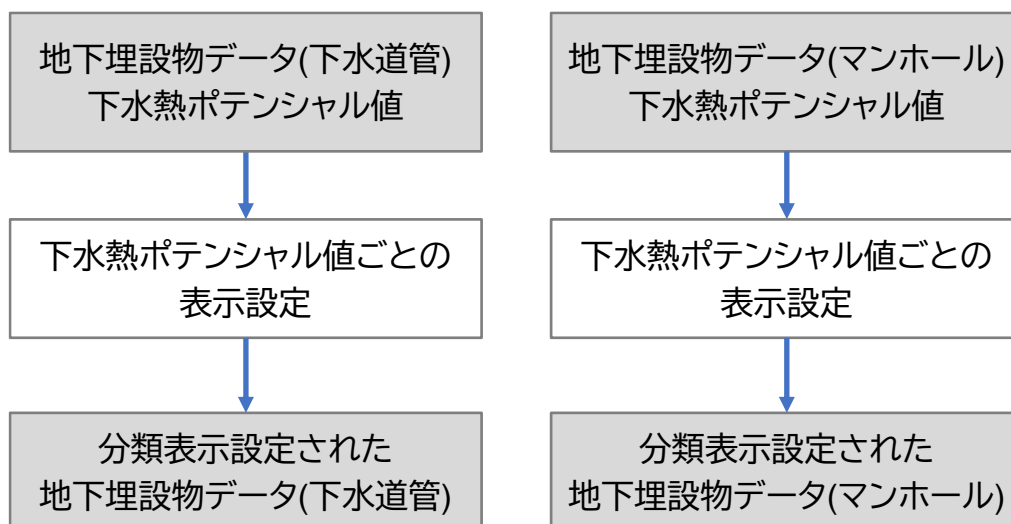 地下埋設物データ(下水道管)
下水熱ポテンシャル値
下水熱ポテンシャル値ごとの
表示設定
分類表示設定された
地下埋設物データ(下水道管)
地下埋設物データ(マンホール)
下水熱ポテンシャル値
下水熱ポテンシャル値ごとの
表示設定
分類表示設定された
地下埋設物データ(マンホール)